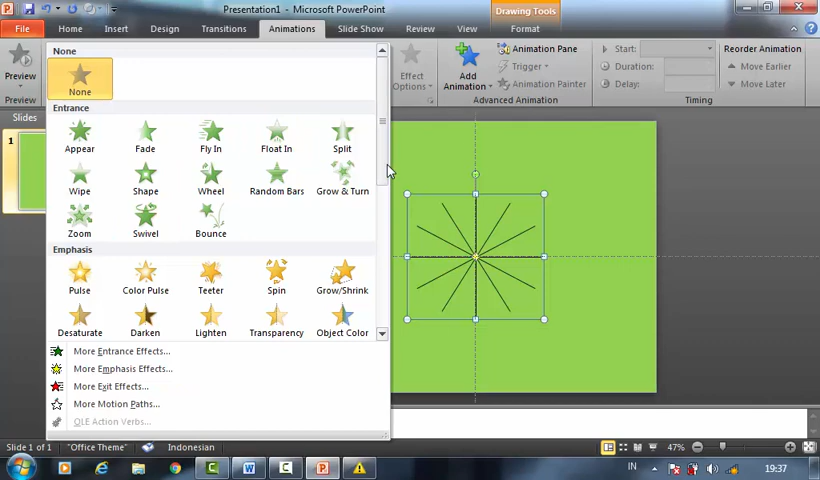 Presentation1 - Microsoft PowerPoint
Drawing Tools
File Home Insert Design Transitions Animations Slide Show Review View Format
Preview
Preview
Effect
Options
Add
Animation
Animation Pane
Trigger
Animation Painter
Advanced Animation
Start:
Duration:
Delay:
Timing
Reorder Animation
Move Earlier
Move Later
Slides
1
None
None
Entrance
Appear Fade Fly In Float In Split
Wipe Shape Wheel Random Bars Grow & Turn
Zoom Swivel Bounce
Emphasis
Pulse Color Pulse Teeter Spin Grow/Shrink
Desaturate Darken Lighten Transparency Object Color
More Entrance Effects...
More Emphasis Effects...
More Exit Effects...
More Motion Paths...
OLE Action Verbs...
Slide 1 of 1 "Office Theme" Indonesian 47%
IN 19:37